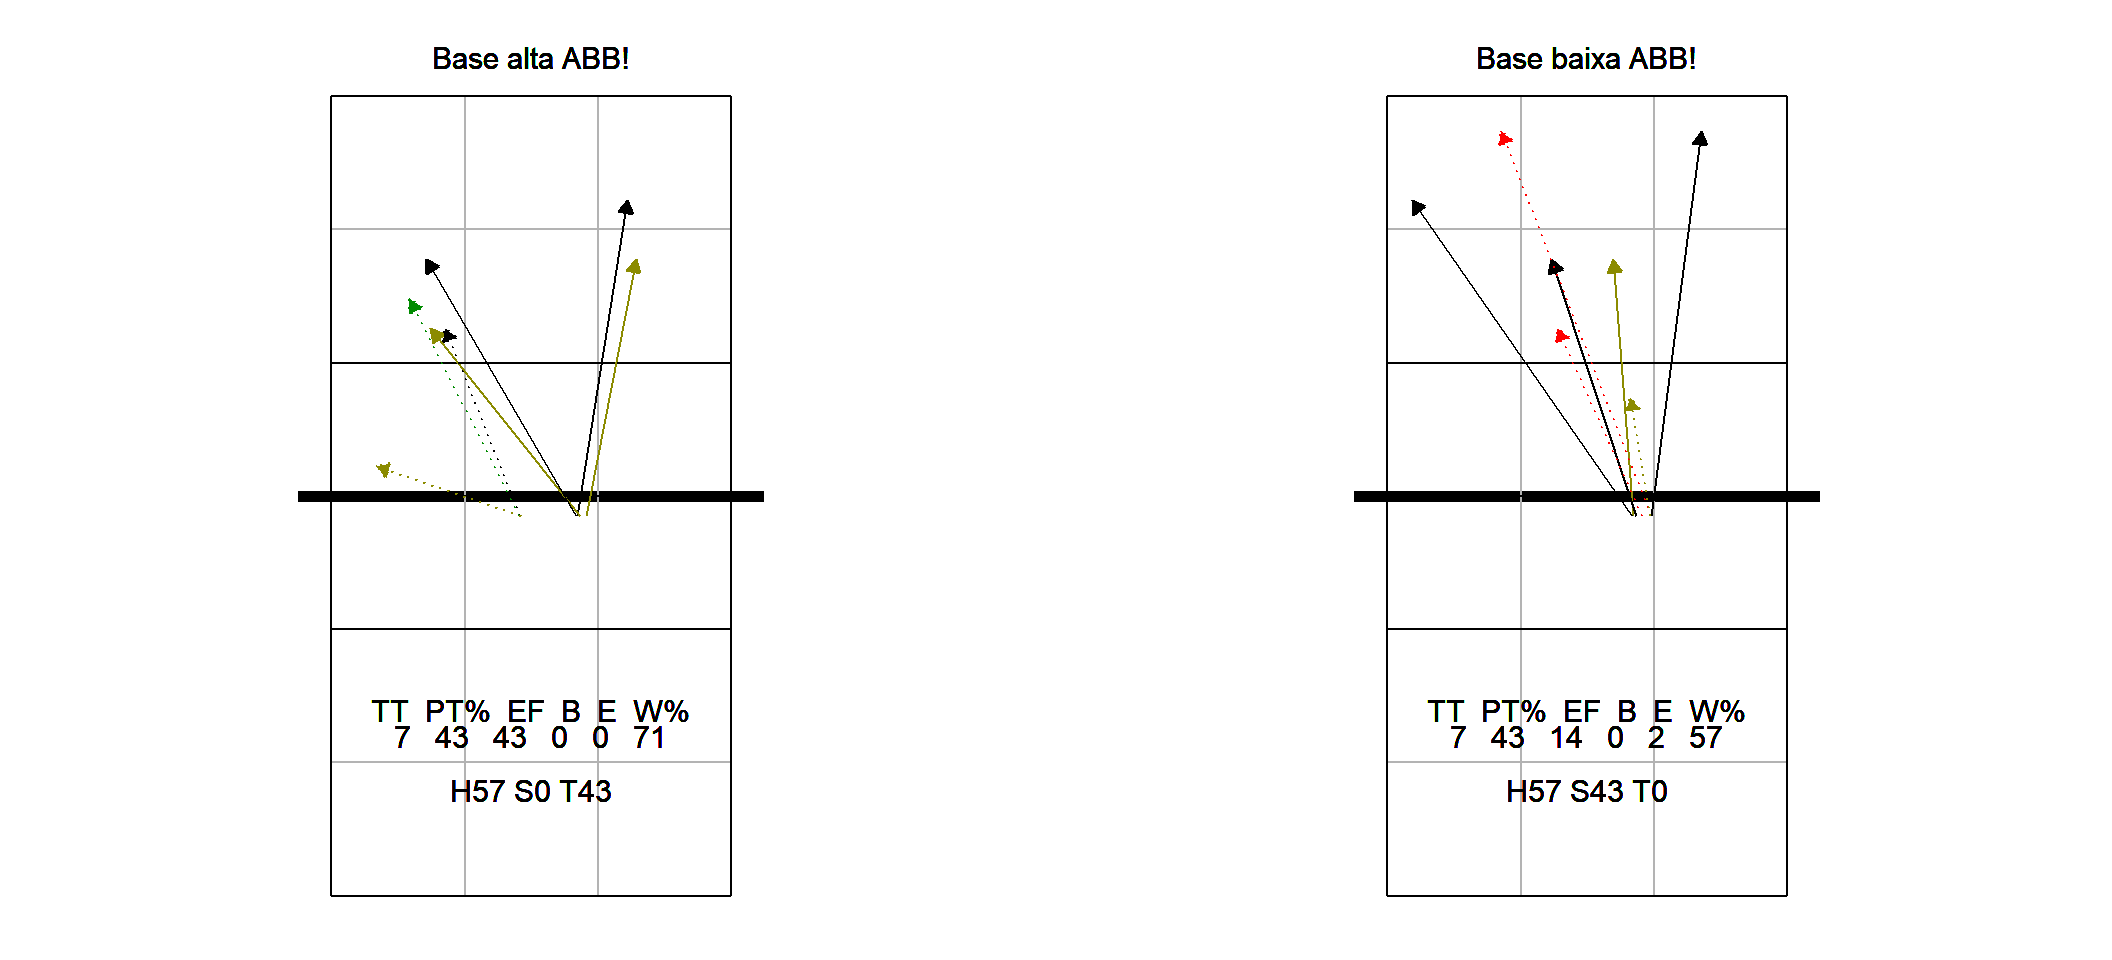 Base alta ABB!
TT PT% EF B E W%
7 43 43 0 0 71
H57 S0 T43
Base baixa ABB!
TT PT% EF B E W%
7 43 14 0 2 57
H57 S43 T0